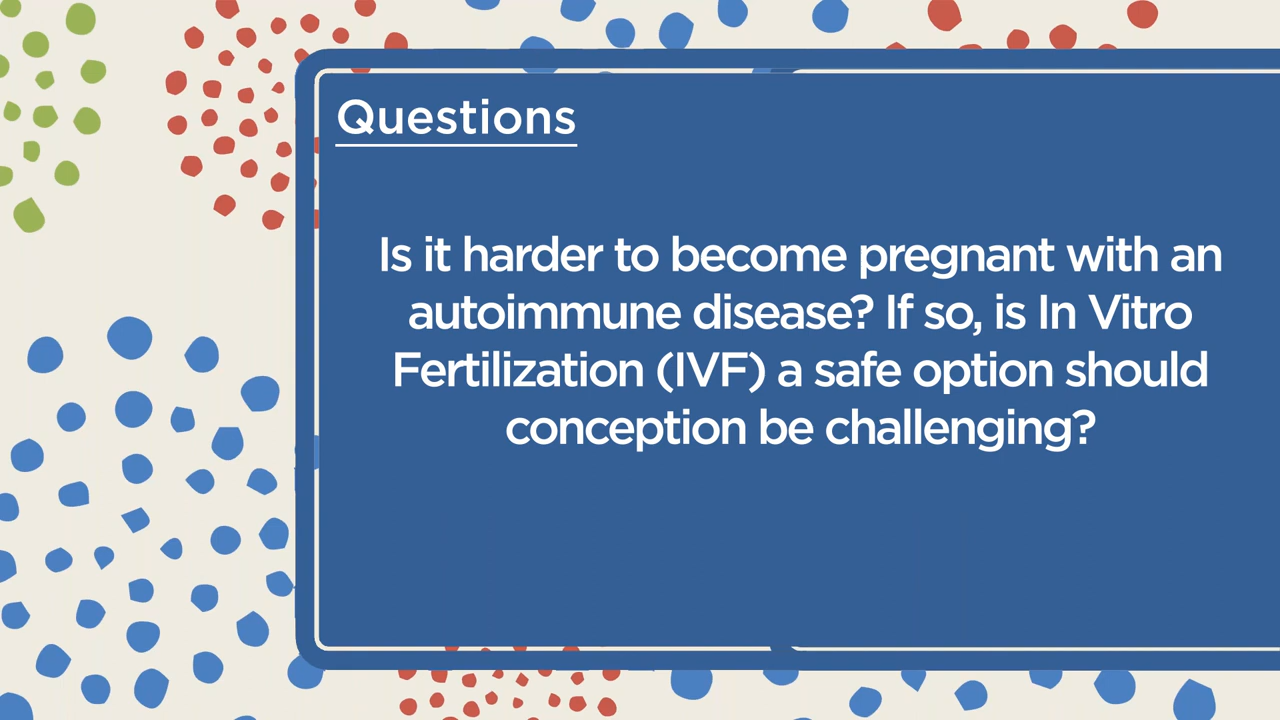 Questions
Is it harder to become pregnant with an
autoimmune disease? If so, is In Vitro
Fertilization (IVF) a safe option should
conception be challenging?